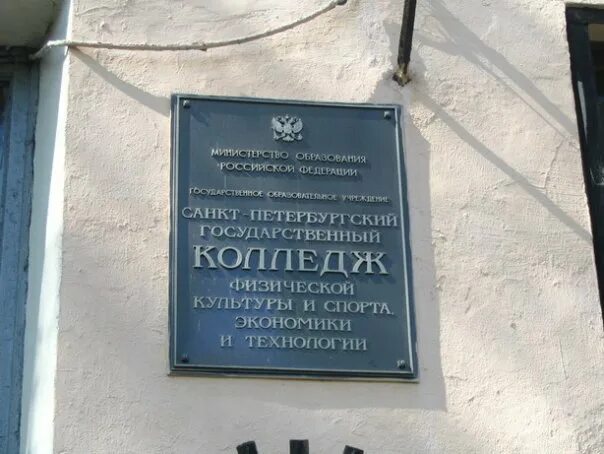 МИНИСТЕРСТВО ОБРАЗОВАНИЯ
РОССИЙСКОЙ ФЕДЕРАЦИИ
ГОСУДАРСТВЕННОЕ ОБРАЗОВАТЕЛЬНОЕ УЧРЕЖДЕНИЕ
САНКТ-ПЕТЕРБУРГСКИЙ
ГОСУДАРСТВЕННЫЙ
КОЛЛЕДЖ
ФИЗИЧЕСКОЙ
КУЛЬТУРЫ И СПОРТА,
ЭКОНОМИКИ
И ТЕХНОЛОГИИ